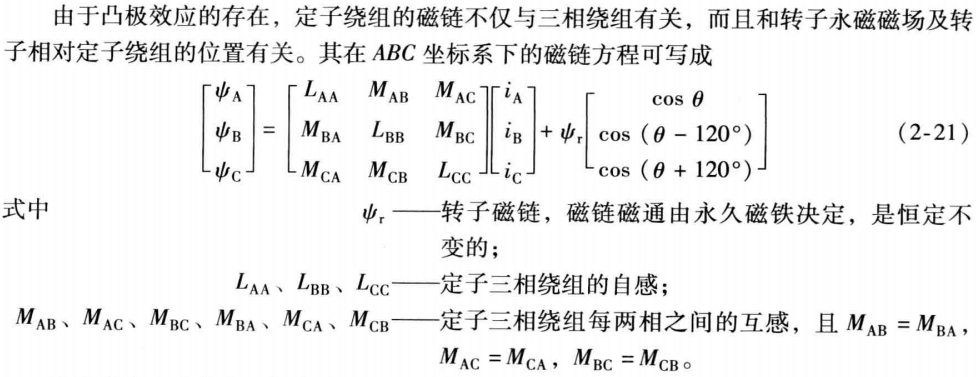 由于凸极效应的存在，定子绕组的磁链不仅与三相绕组有关，而且和转子永磁磁场及转
子相对定子绕组的位置有关。其在 ABC 坐标系下的磁链方程可写成
[ψA ψB ψC] = [LAA MAB MAC; MBA LBB MBC; MCA MCB LCC][iA iB iC] + ψr[cos θ; cos (θ − 120°); cos (θ + 120°)] (2-21)
式中 ψr ——转子磁链，磁链磁通由永久磁铁决定，是恒定不
变的；
LAA、LBB、LCC——定子三相绕组的自感；
MAB、MAC、MBC、MBA、MCA、MCB——定子三相绕组每两相之间的互感，且 MAB = MBA，
MAC = MCA，MBC = MCB。